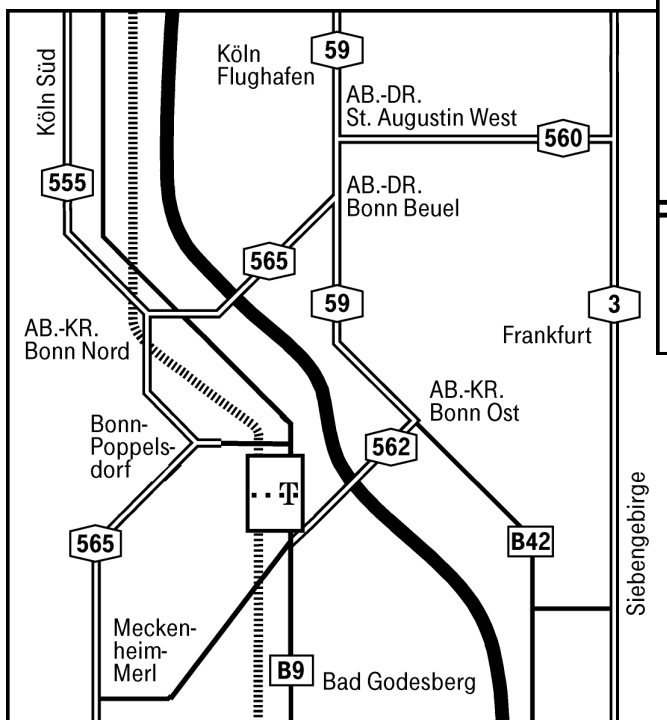 Köln Süd
Köln
Flughafen
59
AB.-DR.
St. Augustin West
560
555
AB.-DR.
Bonn Beuel
565
59
3
AB.-KR.
Bonn Nord
Frankfurt
AB.-KR.
Bonn Ost
Bonn-
Poppels-
dorf
562
··T·
565
B42
Siebengebirge
Mecken-
heim-
Merl
B9
Bad Godesberg